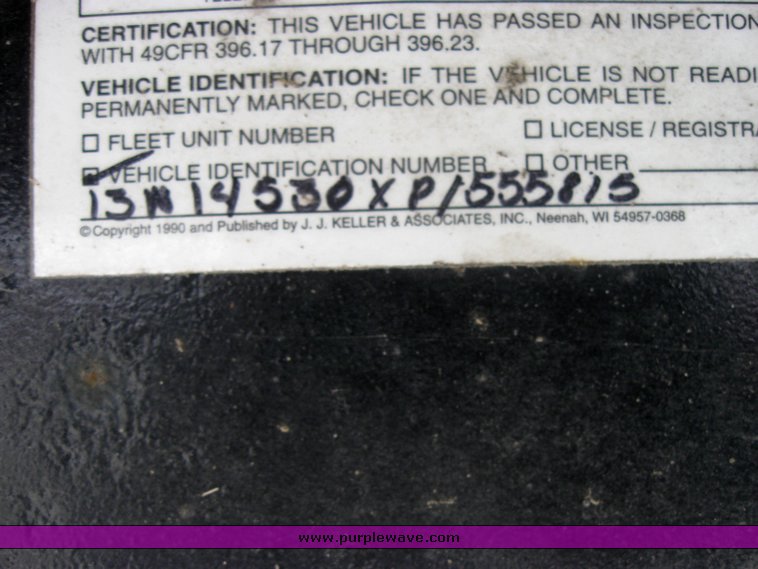 CERTIFICATION: THIS VEHICLE HAS PASSED AN INSPECTION
WITH 49CFR 396.17 THROUGH 396.23.
VEHICLE IDENTIFICATION: IF THE VEHICLE IS NOT READI
PERMANENTLY MARKED, CHECK ONE AND COMPLETE.
FLEET UNIT NUMBER
LICENSE / REGISTRA
VEHICLE IDENTIFICATION NUMBER
OTHER
13N14530XP1555815
© Copyright 1990 and Published by J. J. KELLER & ASSOCIATES, INC., Neenah, WI 54957-0368
www.purplewave.com